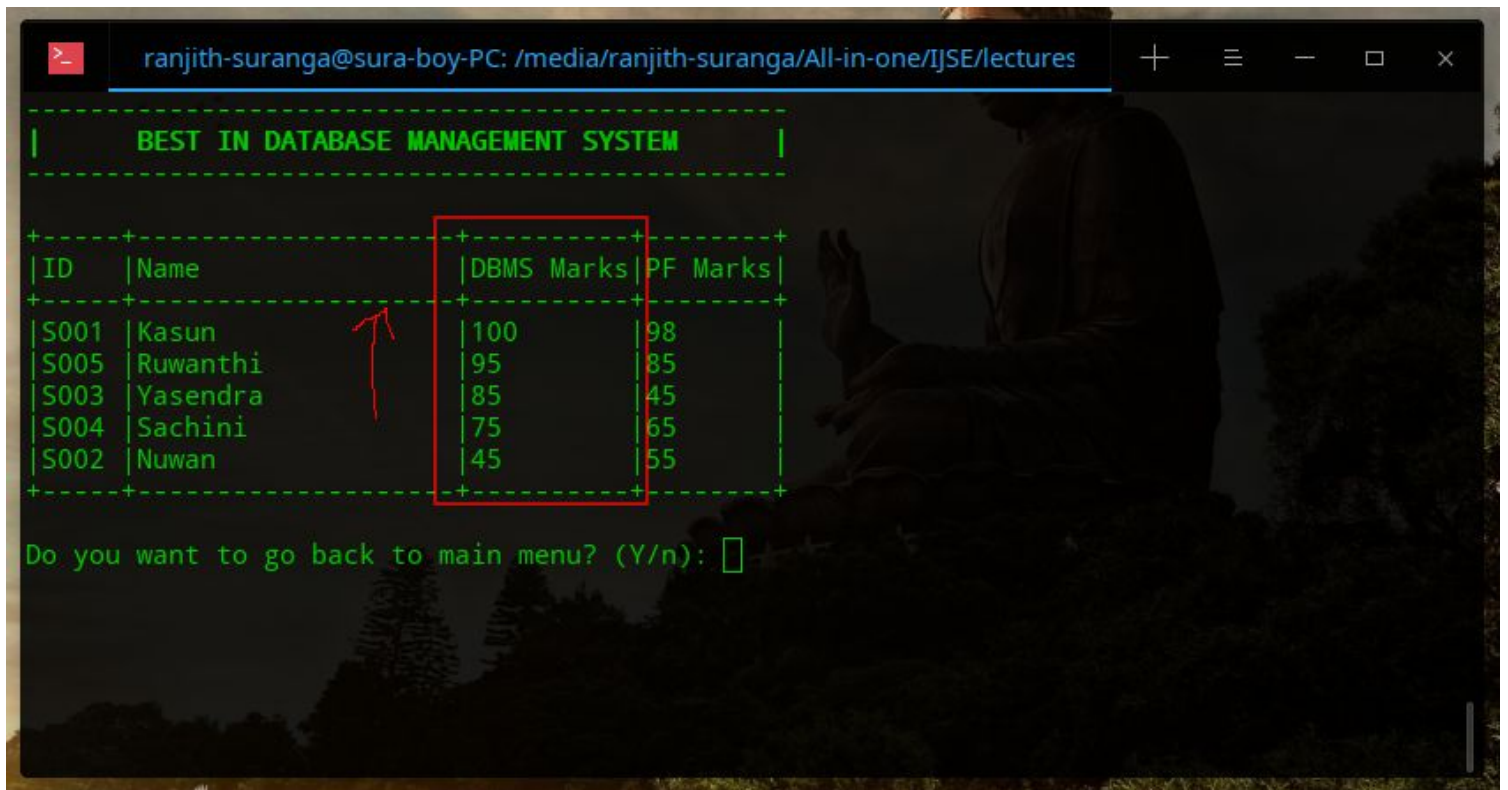 >_ ranjith-suranga@sura-boy-PC: /media/ranjith-suranga/All-in-one/IJSE/lectures
------------------------------------------------
|      BEST IN DATABASE MANAGEMENT SYSTEM      |
------------------------------------------------
+-----+--------------------+----------+--------+
|ID   |Name                |DBMS Marks|PF Marks|
+-----+--------------------+----------+--------+
|S001 |Kasun               |100       |98      |
|S005 |Ruwanthi            |95        |85      |
|S003 |Yasendra            |85        |45      |
|S004 |Sachini             |75        |65      |
|S002 |Nuwan               |45        |55      |
+-----+--------------------+----------+--------+
Do you want to go back to main menu? (Y/n):